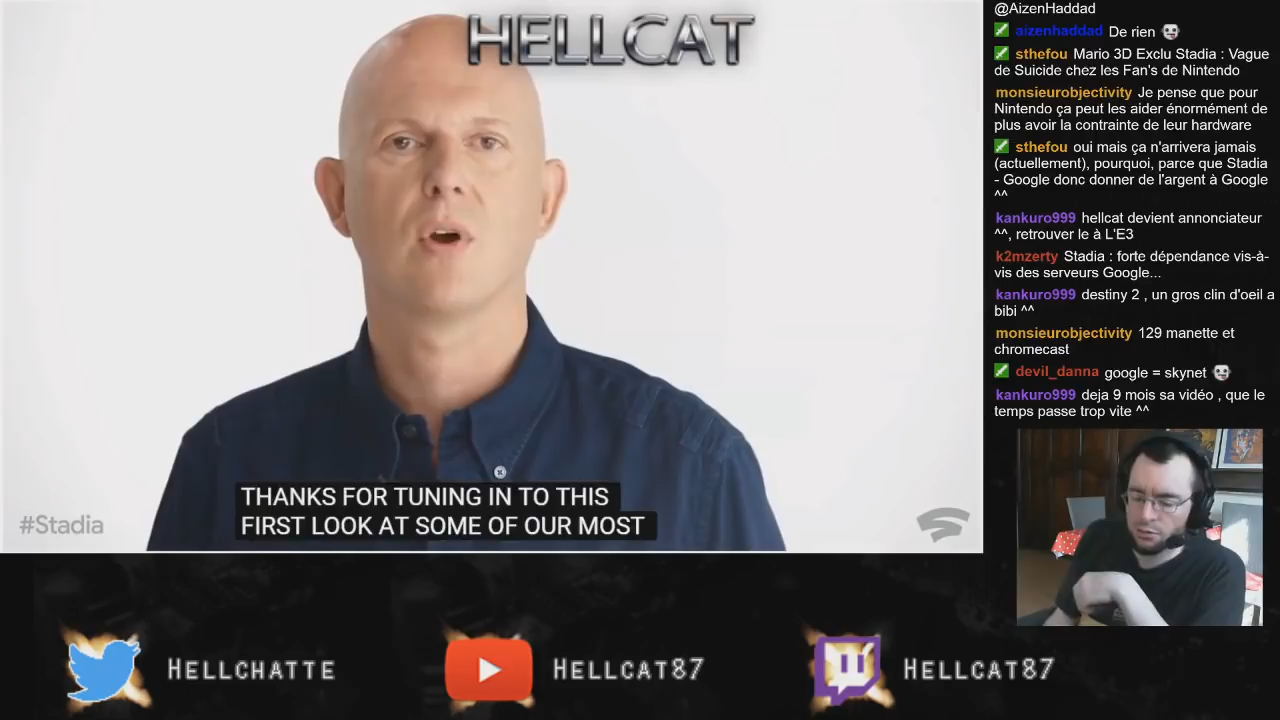 HELLCAT
THANKS FOR TUNING IN TO THIS
FIRST LOOK AT SOME OF OUR MOST
#Stadia
@AizenHaddad
aizenhaddad De rien
sthefou Mario 3D Exclu Stadia : Vague
de Suicide chez les Fan's de Nintendo
monsieurobjectivity Je pense que pour
Nintendo ça peut les aider énormément de
plus avoir la contrainte de leur hardware
sthefou oui mais ça n'arrivera jamais
(actuellement), pourquoi, parce que Stadia
- Google donc donner de l'argent à Google
^^
kankuro999 hellcat devient annonciateur
^^, retrouver le à L'E3
k2mzerty Stadia : forte dépendance vis-à-
vis des serveurs Google...
kankuro999 destiny 2 , un gros clin d'oeil a
bibi ^^
monsieurobjectivity 129 manette et
chromecast
devil_danna google = skynet
kankuro999 deja 9 mois sa vidéo , que le
temps passe trop vite ^^
HELLCHATTE
HELLCAT87
HELLCAT87